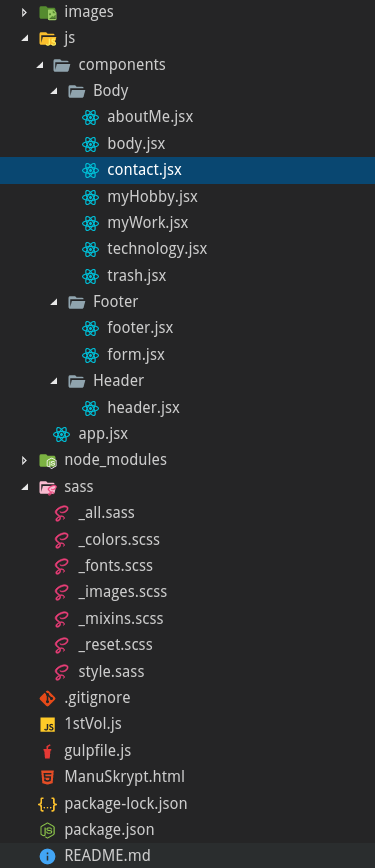 images
js
components
Body
aboutMe.jsx
body.jsx
contact.jsx
myHobby.jsx
myWork.jsx
technology.jsx
trash.jsx
Footer
footer.jsx
form.jsx
Header
header.jsx
app.jsx
node_modules
sass
_all.sass
_colors.scss
_fonts.scss
_images.scss
_mixins.scss
_reset.scss
style.sass
.gitignore
JS 1stVol.js
gulpfile.js
ManuSkrypt.html
{..} package-lock.json
package.json
README.md